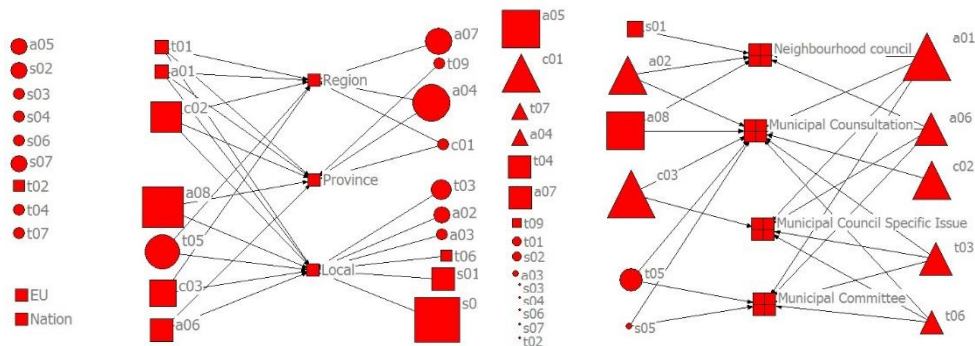 a05
s02
s03
s04
s06
s07
t02
t04
t07
EU
Nation
t01
a01
c02
a08
t05
c03
a06
Region
Province
Local
a07
t09
a04
c01
t03
a02
a03
t06
s01
s0
a05
c01
t07
a04
t04
a07
t09
t01
s02
a03
s03
s04
s06
s07
t02
s01
a02
a08
c03
t05
s05
Neighbourhood council
Municipal Counsultation
Municipal Council Specific Issue
Municipal Committee
a01
a06
c02
t03
t06